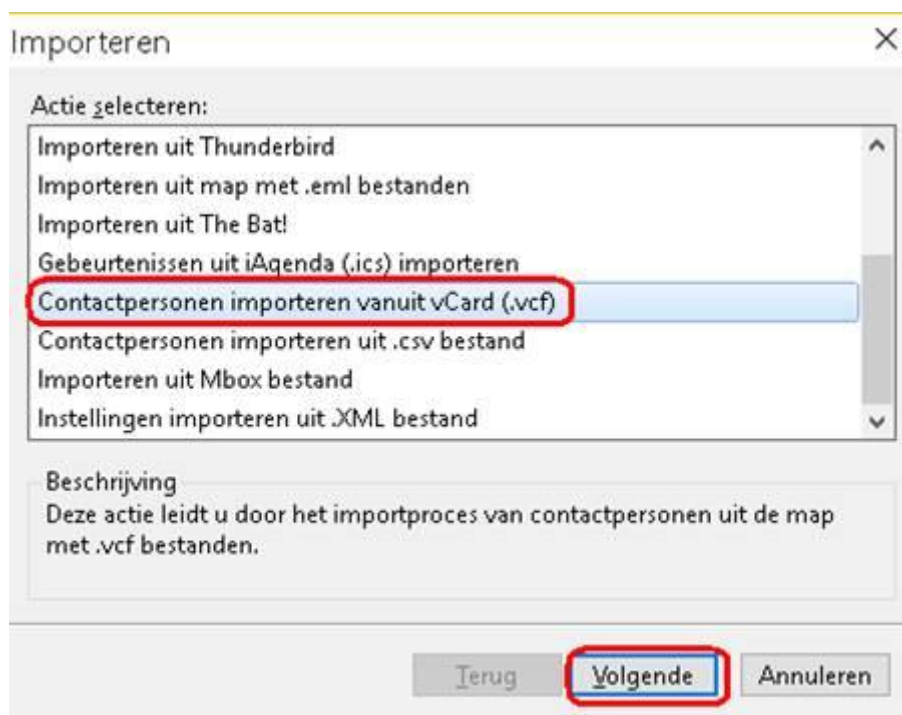 Importeren
Actie selecteren:
Importeren uit Thunderbird
Importeren uit map met .eml bestanden
Importeren uit The Bat!
Gebeurtenissen uit iAgenda (.ics) importeren
Contactpersonen importeren vanuit vCard (.vcf)
Contactpersonen importeren uit .csv bestand
Importeren uit Mbox bestand
Instellingen importeren uit .XML bestand
Beschrijving
Deze actie leidt u door het importproces van contactpersonen uit de map
met .vcf bestanden.
Terug Volgende Annuleren